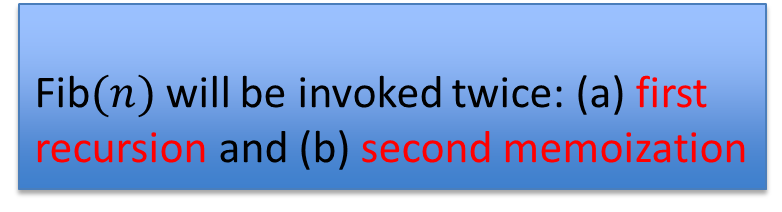 Fib(n) will be invoked twice: (a) first
recursion and (b) second memoization